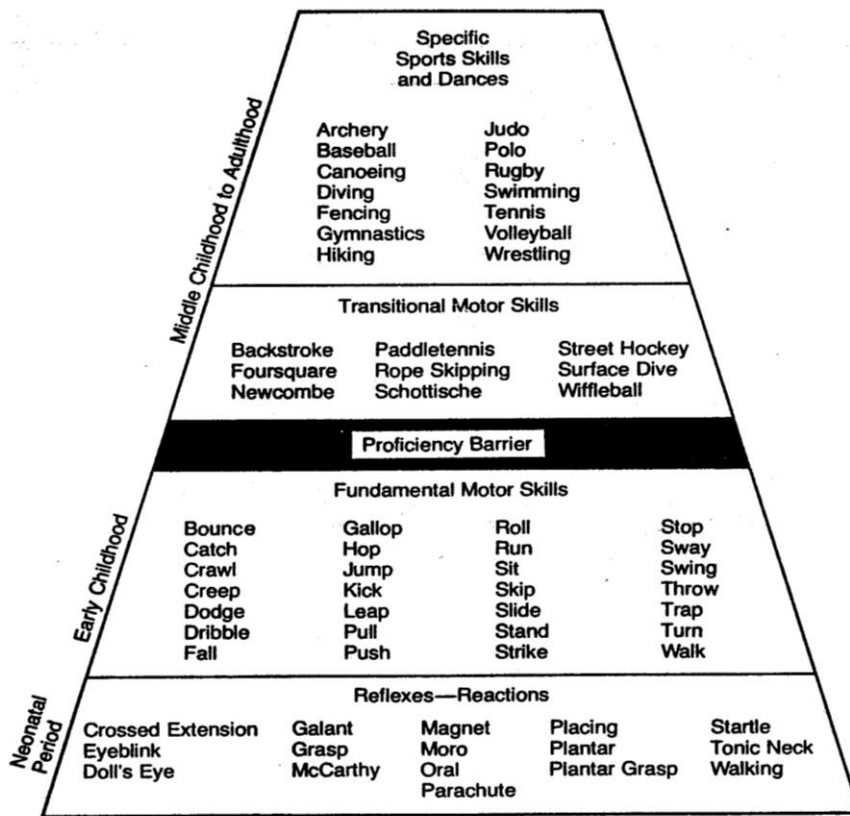 Specific
Sports Skills
and Dances
Archery Judo
Baseball Polo
Canoeing Rugby
Diving Swimming
Fencing Tennis
Gymnastics Volleyball
Hiking Wrestling
Middle Childhood to Adulthood
Transitional Motor Skills
Backstroke Paddletennis Street Hockey
Foursquare Rope Skipping Surface Dive
Newcombe Schottische Wiffleball
Proficiency Barrier
Fundamental Motor Skills
Bounce Gallop Roll Stop
Catch Hop Run Sway
Crawl Jump Sit Swing
Creep Kick Skip Throw
Dodge Leap Slide Trap
Dribble Pull Stand Turn
Fall Push Strike Walk
Early Childhood
Reflexes—Reactions
Crossed Extension Galant Magnet Placing Startle
Eyeblink Grasp Moro Plantar Tonic Neck
Doll's Eye McCarthy Oral Plantar Grasp Walking
Parachute
Neonatal
Period